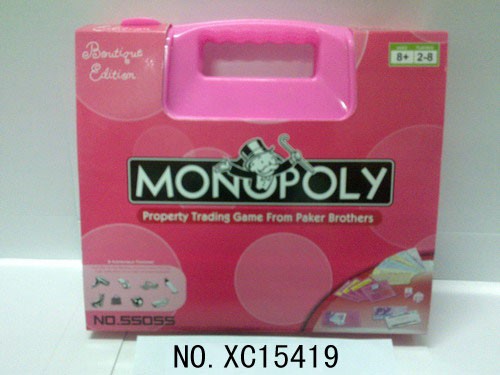 Boutique
Edition
8+ 2-8
MONOPOLY
Property Trading Game From Paker Brothers
NO.55055
NO. XC15419